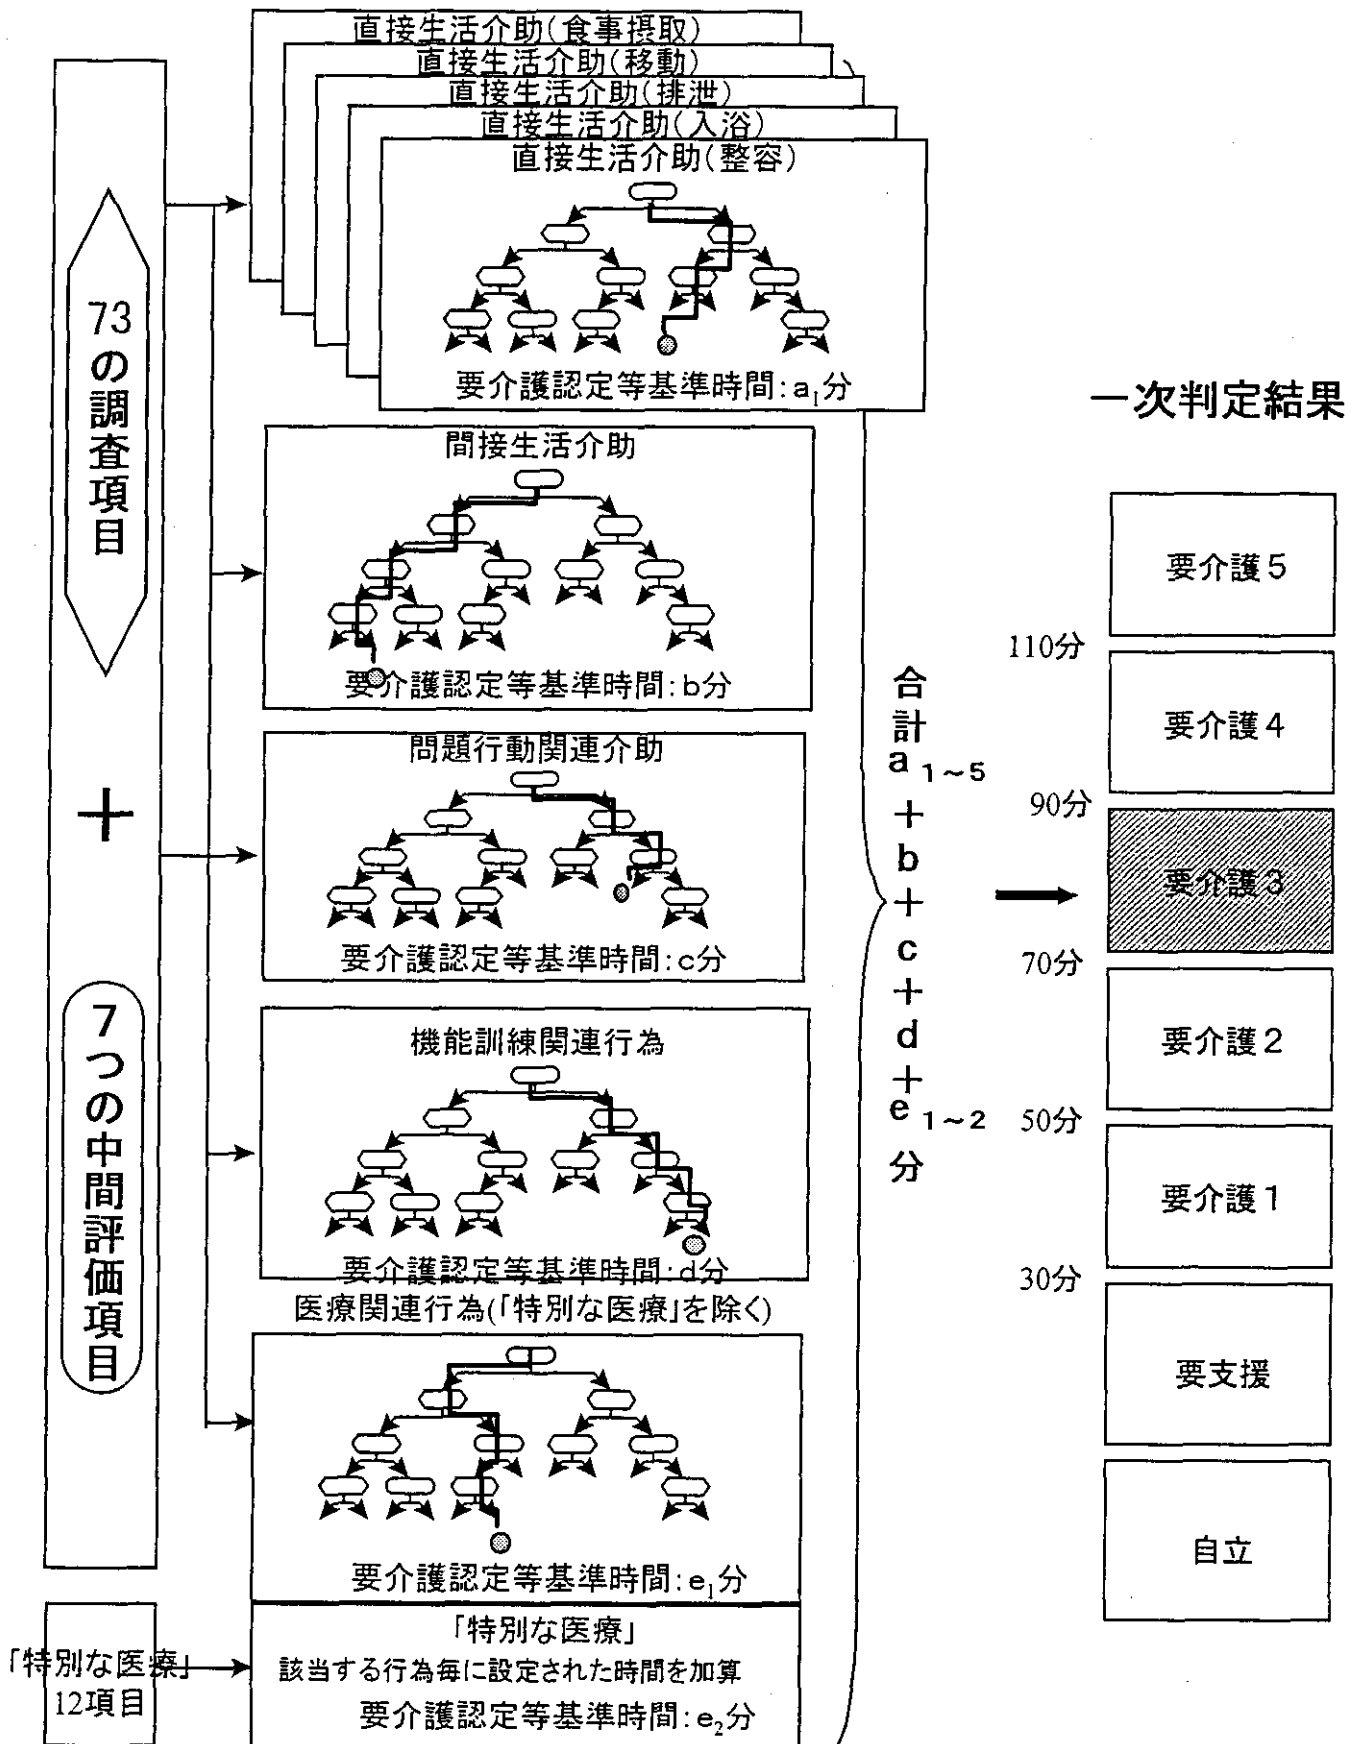 直接生活介助(食事摂取)
直接生活介助(移動)
直接生活介助(排泄)
直接生活介助(入浴)
直接生活介助(整容)
要介護認定等基準時間:a1分
73の調査項目
+
7つの中間評価項目
間接生活介助
要介護認定等基準時間:b分
問題行動関連介助
要介護認定等基準時間:c分
機能訓練関連行為
要介護認定等基準時間:d分
医療関連行為(「特別な医療」を除く)
要介護認定等基準時間:e1分
「特別な医療」
12項目
「特別な医療」
該当する行為毎に設定された時間を加算
要介護認定等基準時間:e2分
合計a1~5+b+c+d+e1~2分
一次判定結果
要介護5
110分
要介護4
90分
要介護3
70分
要介護2
50分
要介護1
30分
要支援
自立